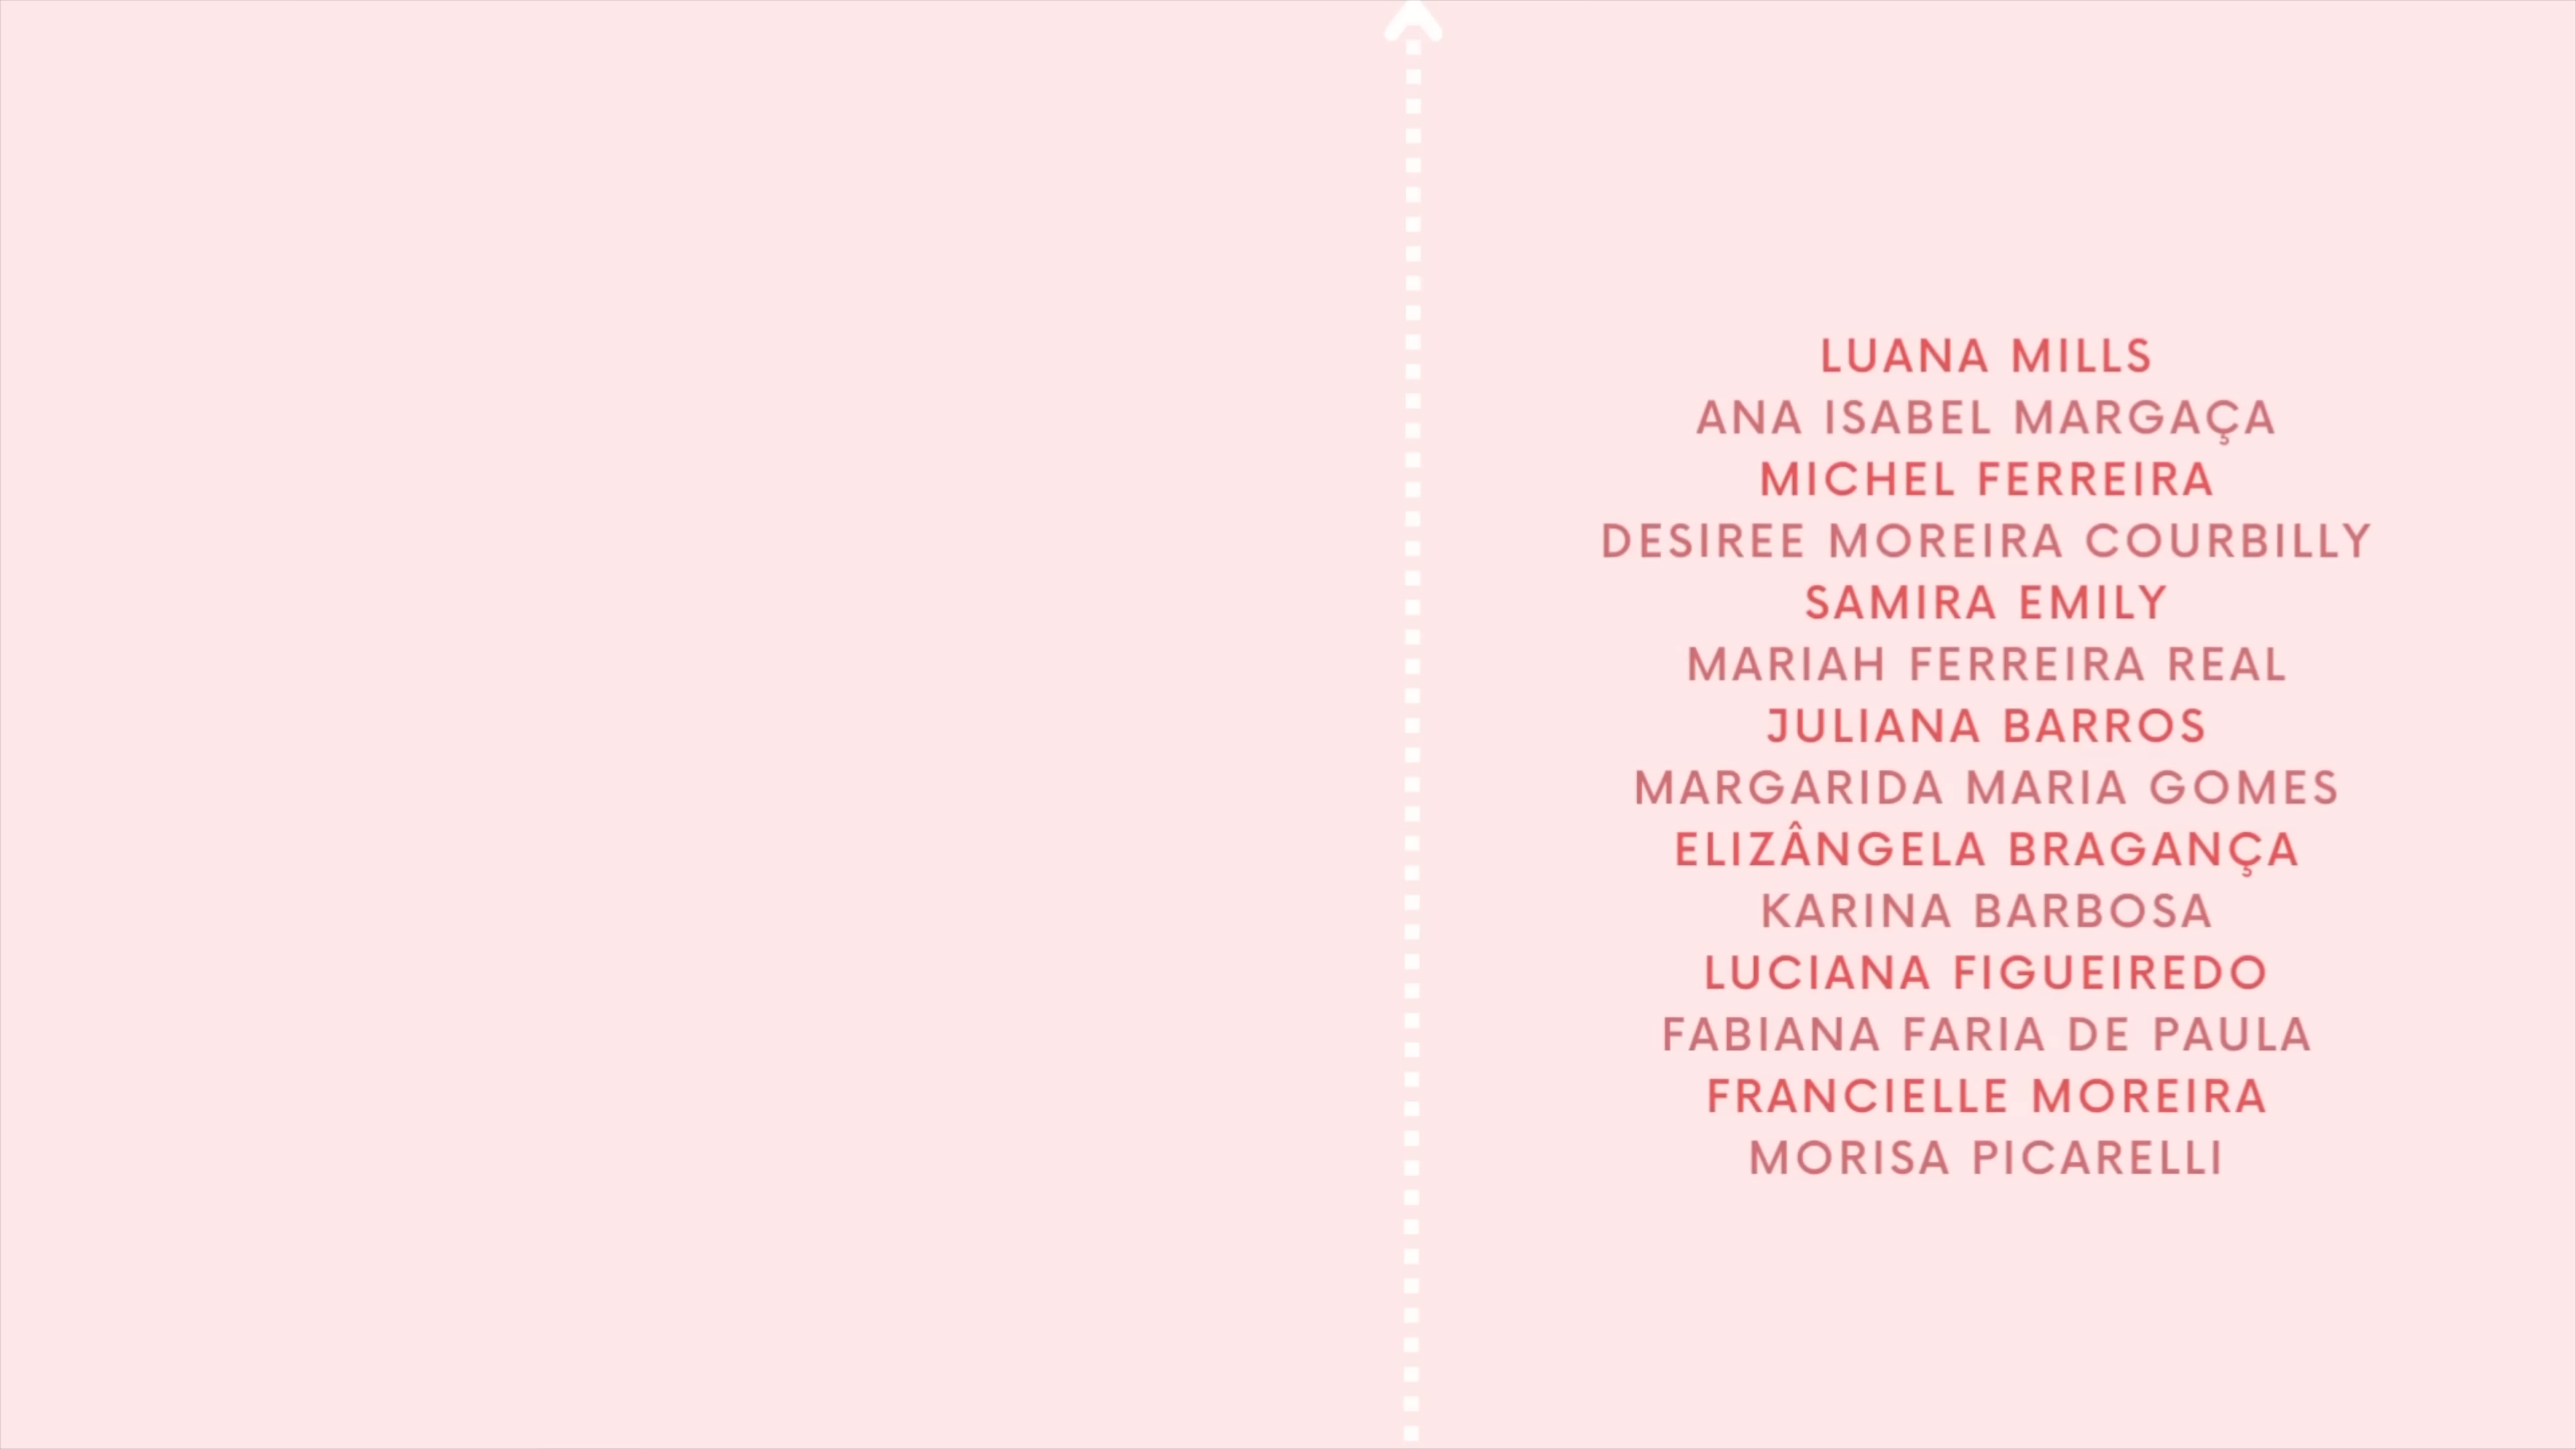 LUANA MILLS
ANA ISABEL MARGAÇA
MICHEL FERREIRA
DESIREE MOREIRA COURBILLY
SAMIRA EMILY
MARIAH FERREIRA REAL
JULIANA BARROS
MARGARIDA MARIA GOMES
ELIZÂNGELA BRAGANÇA
KARINA BARBOSA
LUCIANA FIGUEIREDO
FABIANA FARIA DE PAULA
FRANCIELLE MOREIRA
MORISA PICARELLI